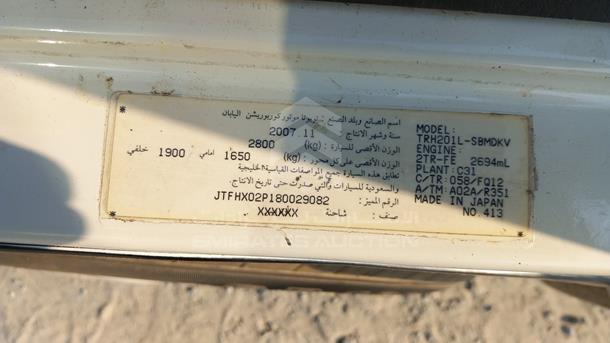 اسم الصانع وبلد الصنع تويوتا موتوركوربوريشن اليابان
سنة وشهر الانتاج 2007 11
الوزن الأقصى للسيارة : (kg) 2800
الوزن الأقصى على كل محور : (kg) 1650 امامي 1900 خلفي
تطابق هذه السيارة جميع المواصفات القياسية الخليجية
والسعودية للسيارات والتي صدرت حتى تاريخ الانتاج.
الرقم المميز : JTFHX02P180029082
صنف : شاحنة XXXXXX
MODEL:
TRH201L-SBMDKV
ENGINE:
2TR-FE 2694mL
PLANT: C31
C/TR: 058/FQ12
A/TM: A02A/R351
MADE IN JAPAN
NO.413
EMIRATES AUCTION